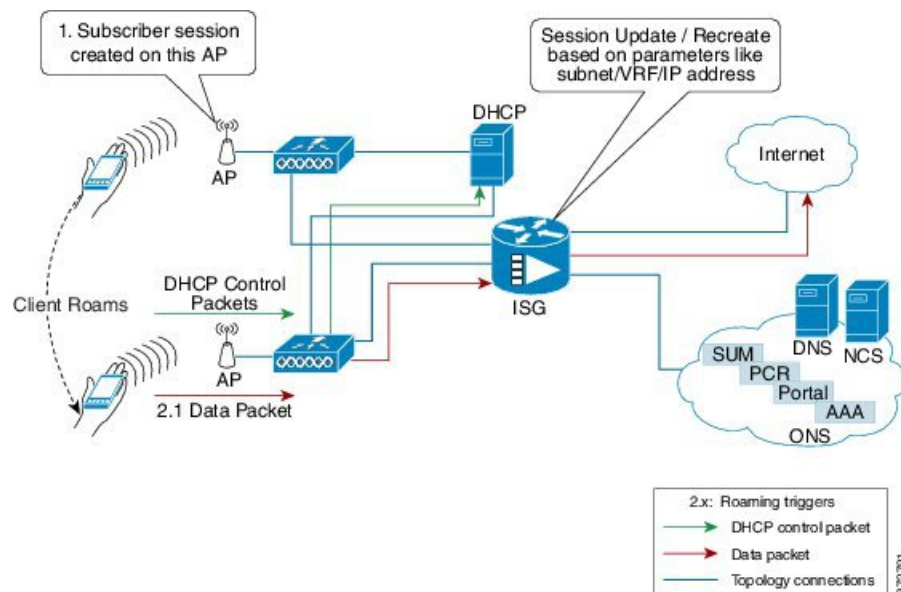 1. Subscriber session
created on this AP
Session Update / Recreate
based on parameters like
subnet/VRF/IP address
DHCP
Internet
AP
DHCP Control
Packets
Client Roams
ISG
AP
2.1 Data Packet
DNS
NCS
SUM
PCR
Portal
AAA
ONS
2.x: Roaming triggers
DHCP control packet
Data packet
Topology connections